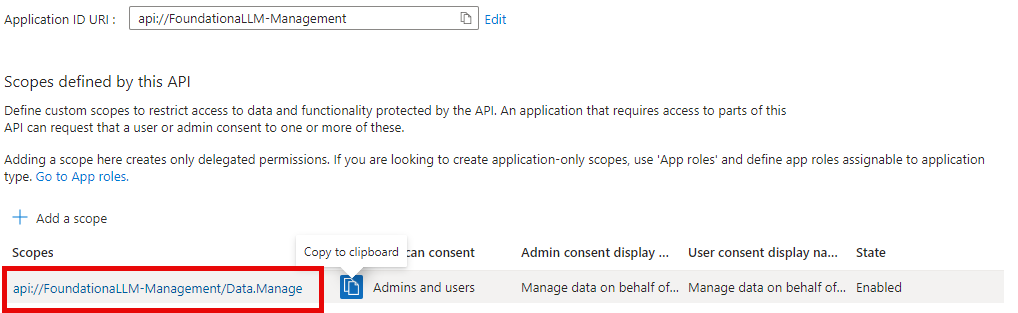 Application ID URI : api://FoundationaLLM-Management Edit
Scopes defined by this API
Define custom scopes to restrict access to data and functionality protected by the API. An application that requires access to parts of this
API can request that a user or admin consent to one or more of these.
Adding a scope here creates only delegated permissions. If you are looking to create application-only scopes, use 'App roles' and define app roles assignable to application
type. Go to App roles.
Add a scope
Copy to clipboard
Scopes can consent Admin consent display ... User consent display na... State
api://FoundationaLLM-Management/Data.Manage Admins and users Manage data on behalf of... Manage data on behalf of... Enabled